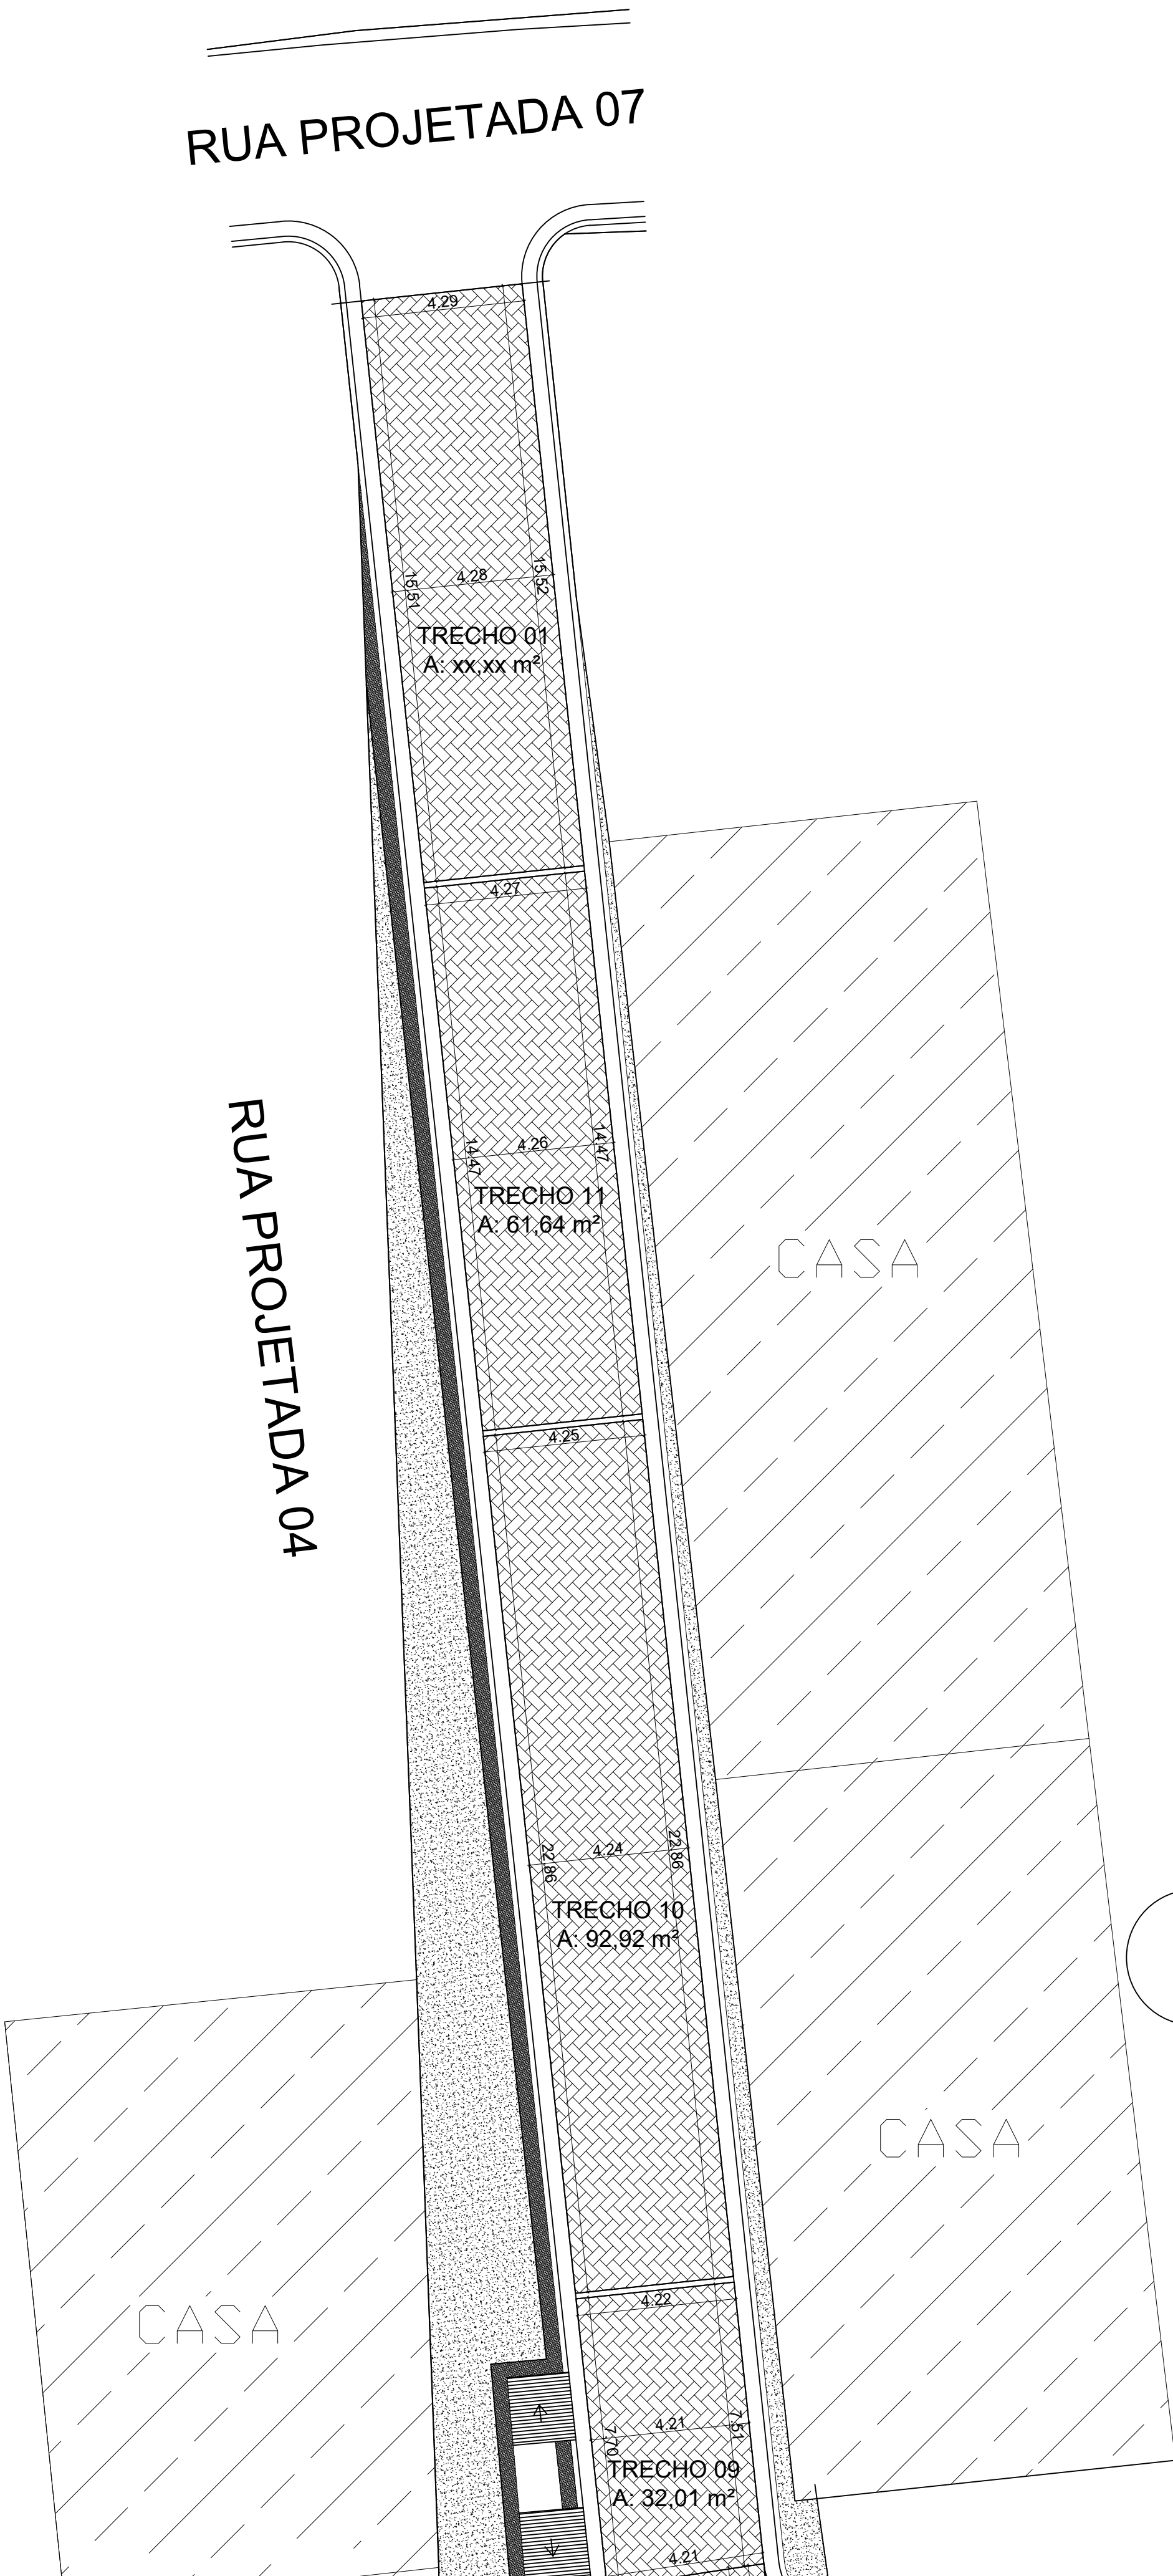 RUA PROJETADA 07
4.29
15.51
4.28
15.52
TRECHO 01
A: xx,xx m²
4.27
RUA PROJETADA 04
14.47
4.26
14.47
TRECHO 11
A: 61,64 m²
CASA
4.25
22.86
4.24
22.86
TRECHO 10
A: 92,92 m²
CASA
CASA
4.22
7.70
4.21
7.51
TRECHO 09
A: 32,01 m²
4.21